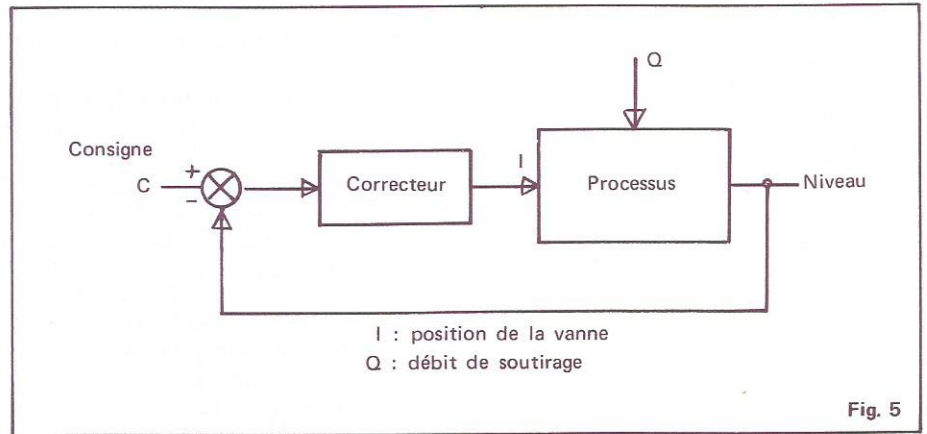 Q
Consigne
C
+
−
Correcteur
I
Processus
Niveau
I : position de la vanne
Q : débit de soutirage
Fig. 5